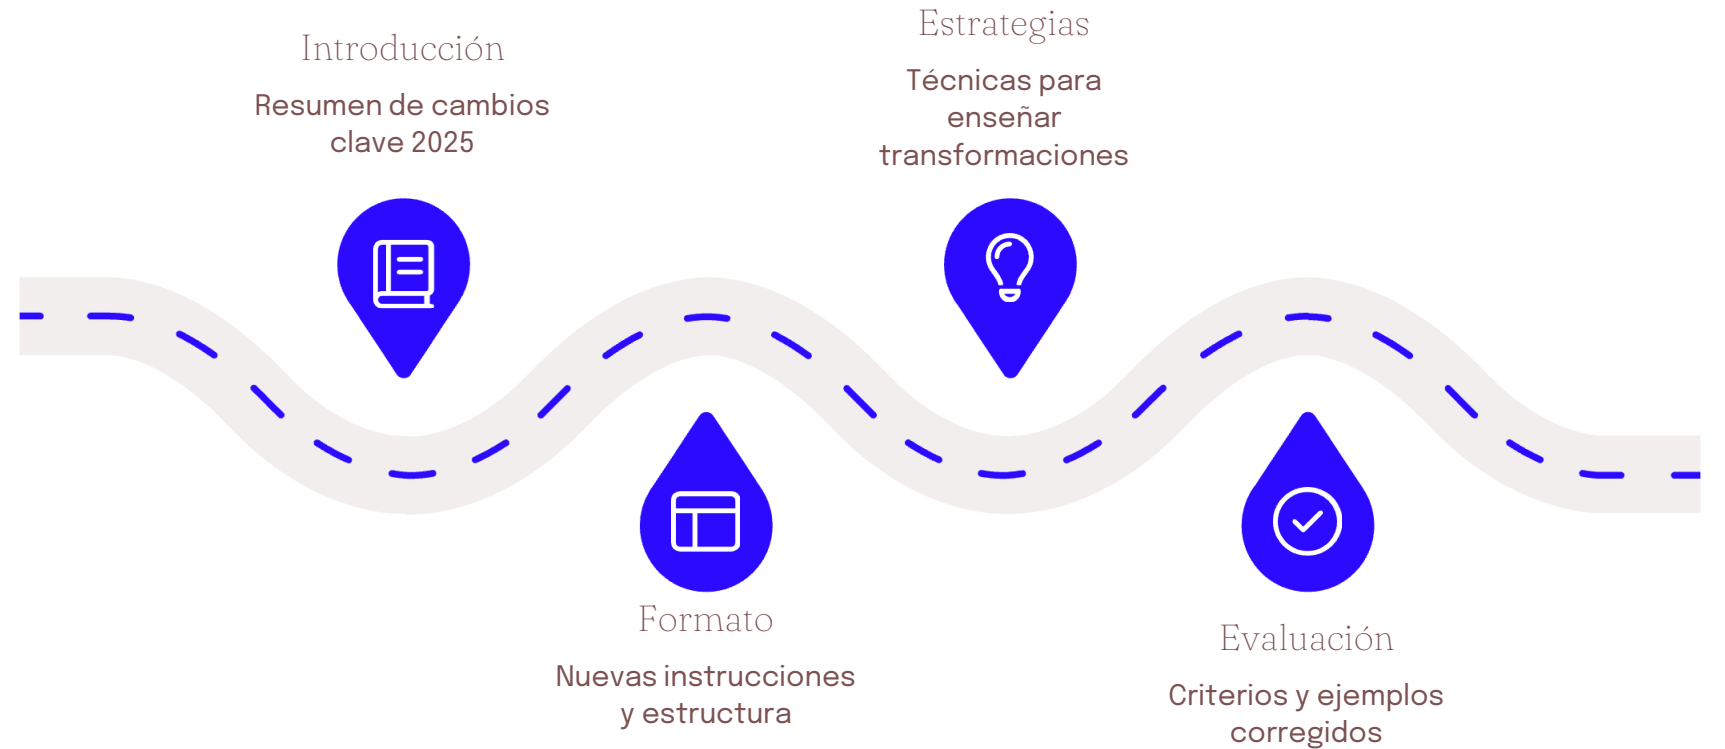 Introducción
Resumen de cambios
clave 2025
Formato
Nuevas instrucciones
y estructura
Estrategias
Técnicas para
enseñar
transformaciones
Evaluación
Criterios y ejemplos
corregidos